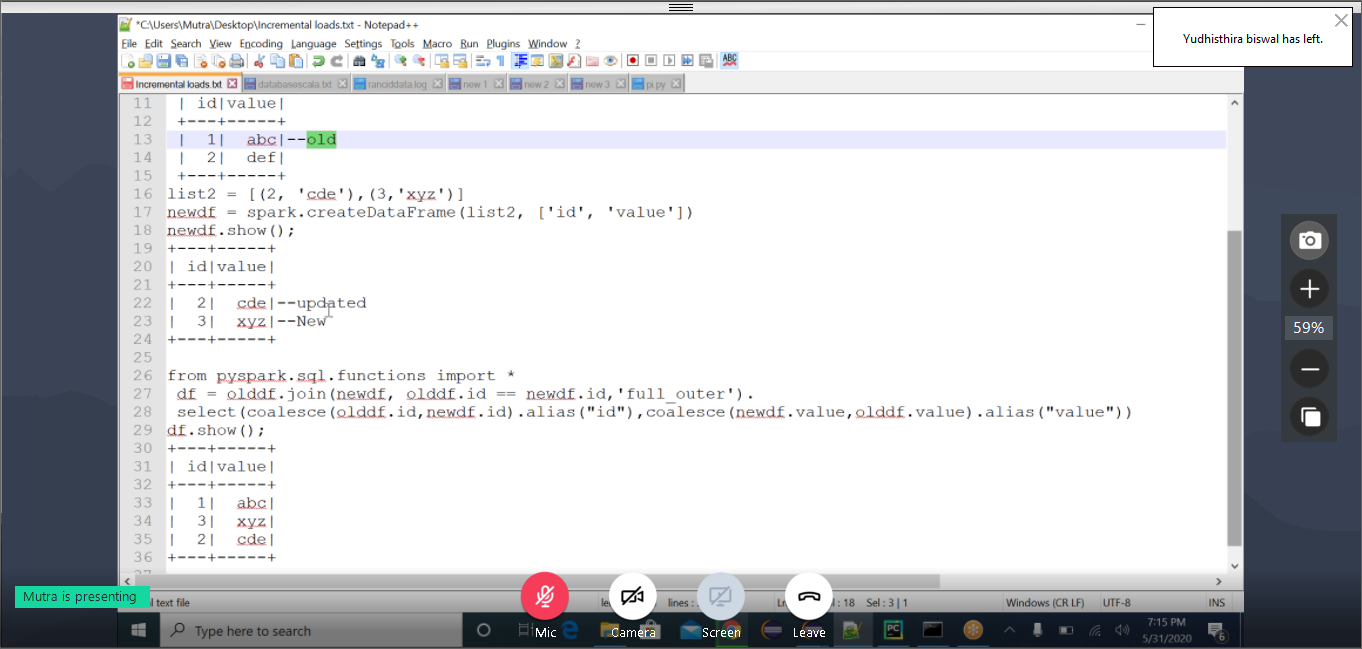 *C:\Users\Mutra\Desktop\Incremental loads.txt - Notepad++
Yudhisthira biswal has left.
File Edit Search View Encoding Language Settings Tools Macro Run Plugins Window ?
Incremental loads.txt databasescala.txt ranciddata.log new 1 new 2 new 3 pi.py
11 | id|value|
12 +---+-----+
13 | 1| abc|--old
14 | 2| def|
15 +---+-----+
16 list2 = [(2, 'cde'),(3,'xyz')]
17 newdf = spark.createDataFrame(list2, ['id', 'value'])
18 newdf.show();
19 +---+-----+
20 | id|value|
21 +---+-----+
22 | 2| cde|--updated
23 | 3| xyz|--New
24 +---+-----+
25
26 from pyspark.sql.functions import *
27 df = olddf.join(newdf, olddf.id == newdf.id,'full_outer').
28 select(coalesce(olddf.id,newdf.id).alias("id"),coalesce(newdf.value,olddf.value).alias("value"))
29 df.show();
30 +---+-----+
31 | id|value|
32 +---+-----+
33 | 1| abc|
34 | 3| xyz|
35 | 2| cde|
36 +---+-----+
59%
Mutra is presenting
text file lines : : 18 Sel : 3 | 1 Windows (CR LF) UTF-8 INS
Mic Camera Screen Leave
Type here to search
7:15 PM
5/31/2020
6